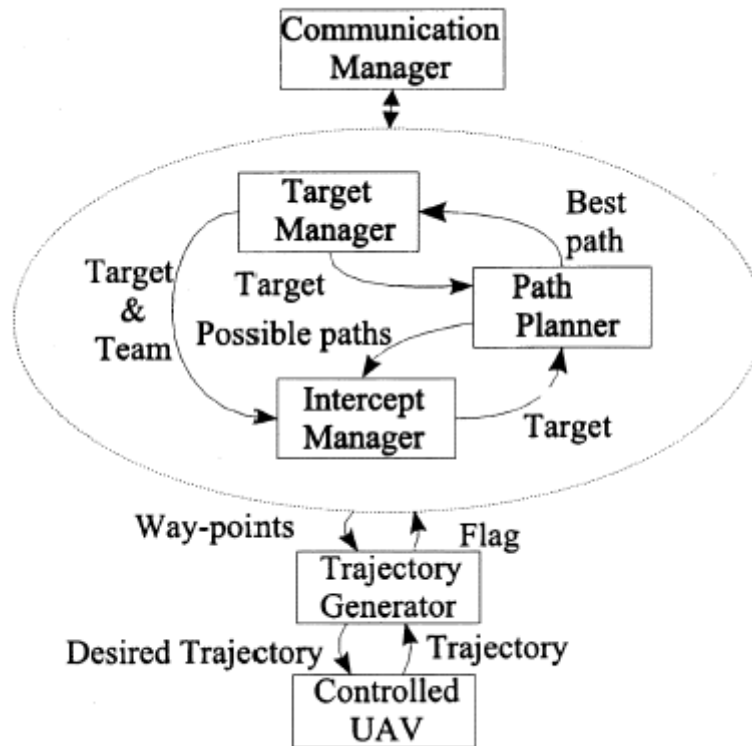 Communication
Manager
Target
Manager
Best
path
Target
&
Team
Target
Path
Planner
Possible paths
Intercept
Manager
Target
Way-points
Flag
Trajectory
Generator
Desired Trajectory
Trajectory
Controlled
UAV